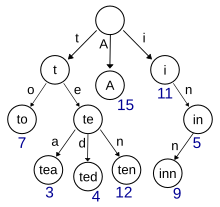 t A i
t A i
15 11
o e n
to te in
7 5
a d n n
tea ted ten inn
3 4 12 9